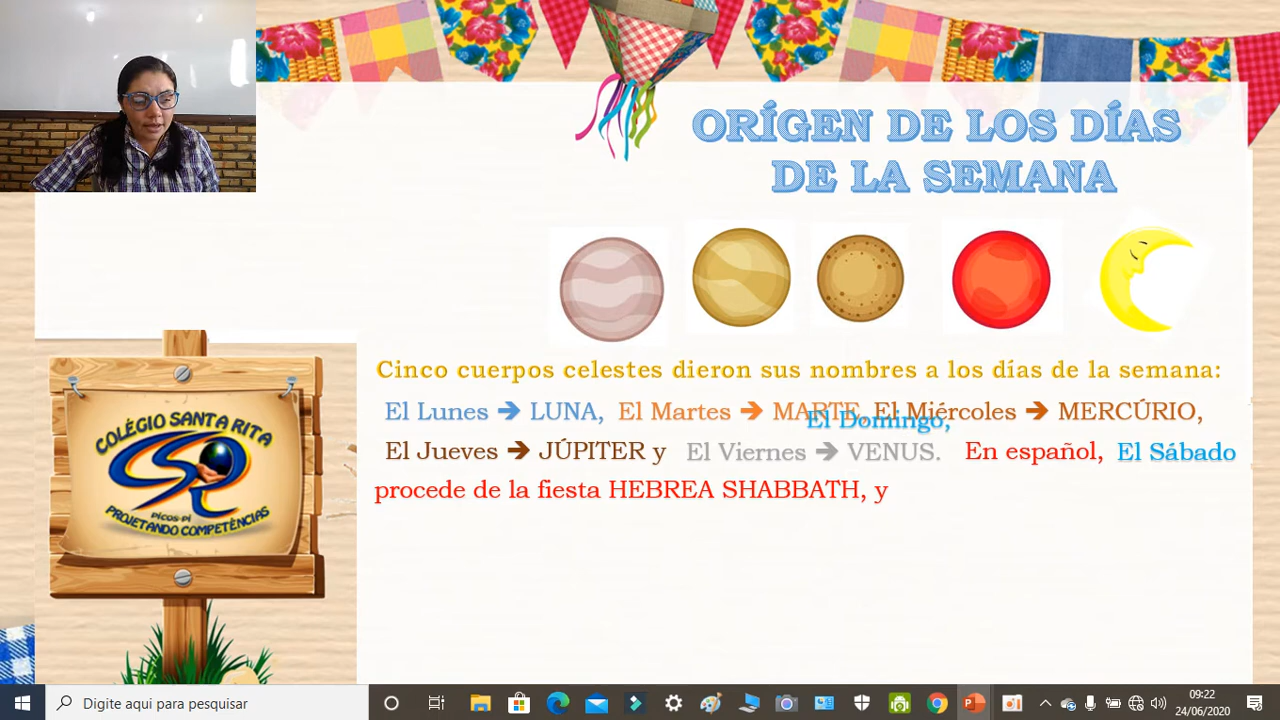 ORÍGEN DE LOS DÍAS
DE LA SEMANA
Cinco cuerpos celestes dieron sus nombres a los días de la semana:
El Lunes → LUNA, El Martes → MARTE, El Miércoles → MERCÚRIO,
El Domingo,
El Jueves → JÚPITER y El Viernes → VENUS. En español, El Sábado
procede de la fiesta HEBREA SHABBATH, y
COLÉGIO SANTA RITA
CSR
PICOS-PI
PROJETANDO COMPETÊNCIAS
Digite aqui para pesquisar
09:22
24/06/2020